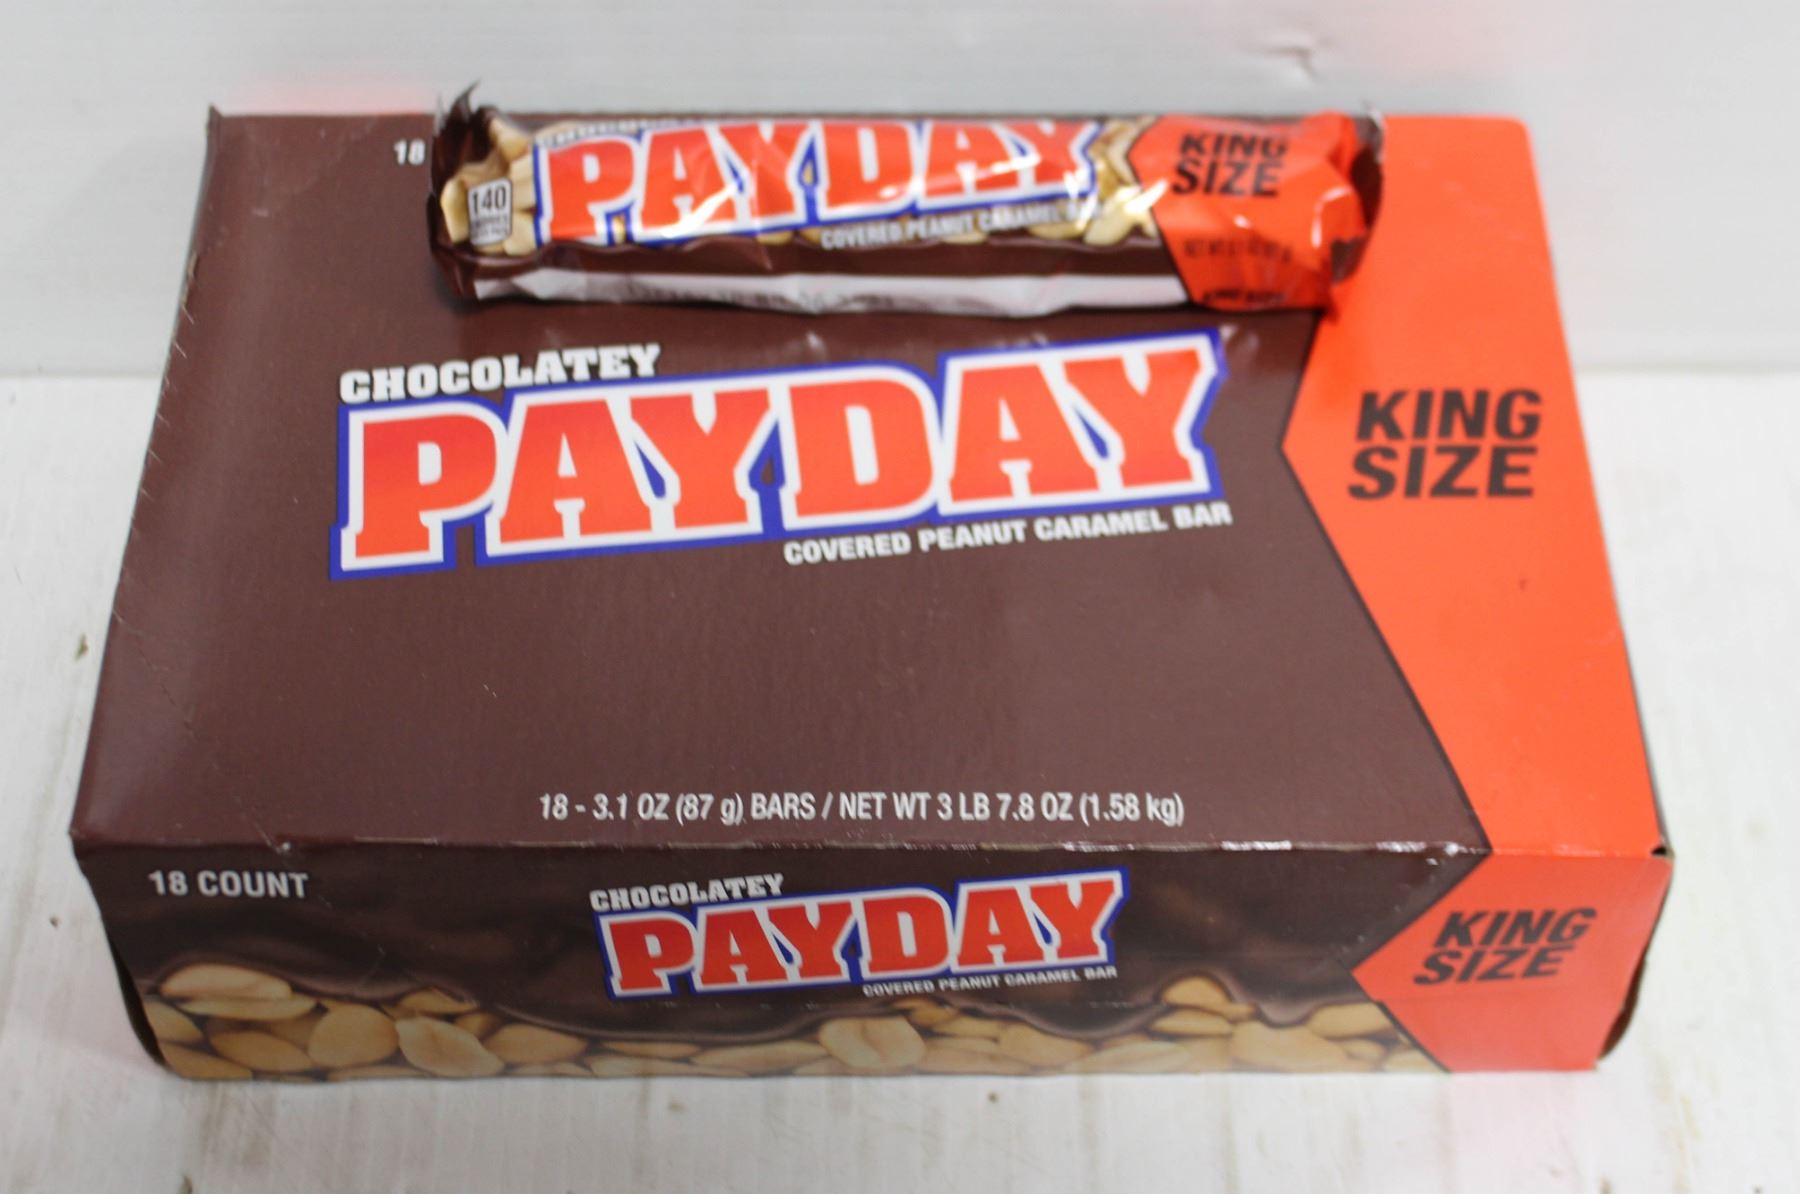 18
140
PAYDAY
COVERED PEANUT CARAMEL BAR
KING
SIZE
CHOCOLATEY
PAYDAY
COVERED PEANUT CARAMEL BAR
KING
SIZE
18 - 3.1 OZ (87 g) BARS / NET WT 3 LB 7.8 OZ (1.58 kg)
18 COUNT
CHOCOLATEY
PAYDAY
COVERED PEANUT CARAMEL BAR
KING
SIZE